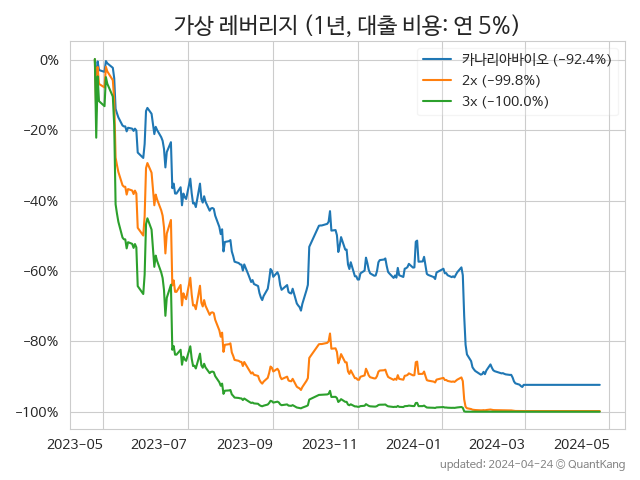 가상 레버리지 (1년, 대출 비용: 연 5%)
카나리아바이오 (−92.4%)
2x (−99.8%)
3x (−100.0%)
0%
−20%
−40%
−60%
−80%
−100%
2023-05 2023-07 2023-09 2023-11 2024-01 2024-03 2024-05
updated: 2024-04-24 © QuantKang